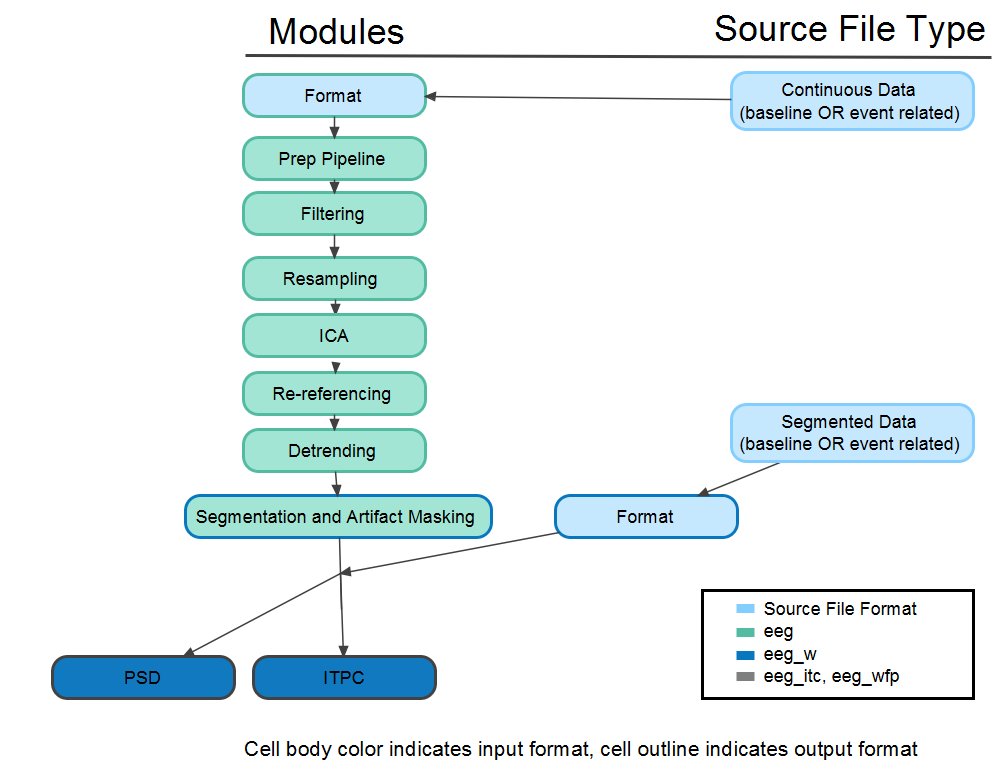 Modules
Source File Type
Format
Continuous Data
(baseline OR event related)
Prep Pipeline
Filtering
Resampling
ICA
Re-referencing
Detrending
Segmented Data
(baseline OR event related)
Segmentation and Artifact Masking
Format
Source File Format
eeg
eeg_w
eeg_itc, eeg_wfp
PSD
ITPC
Cell body color indicates input format, cell outline indicates output format